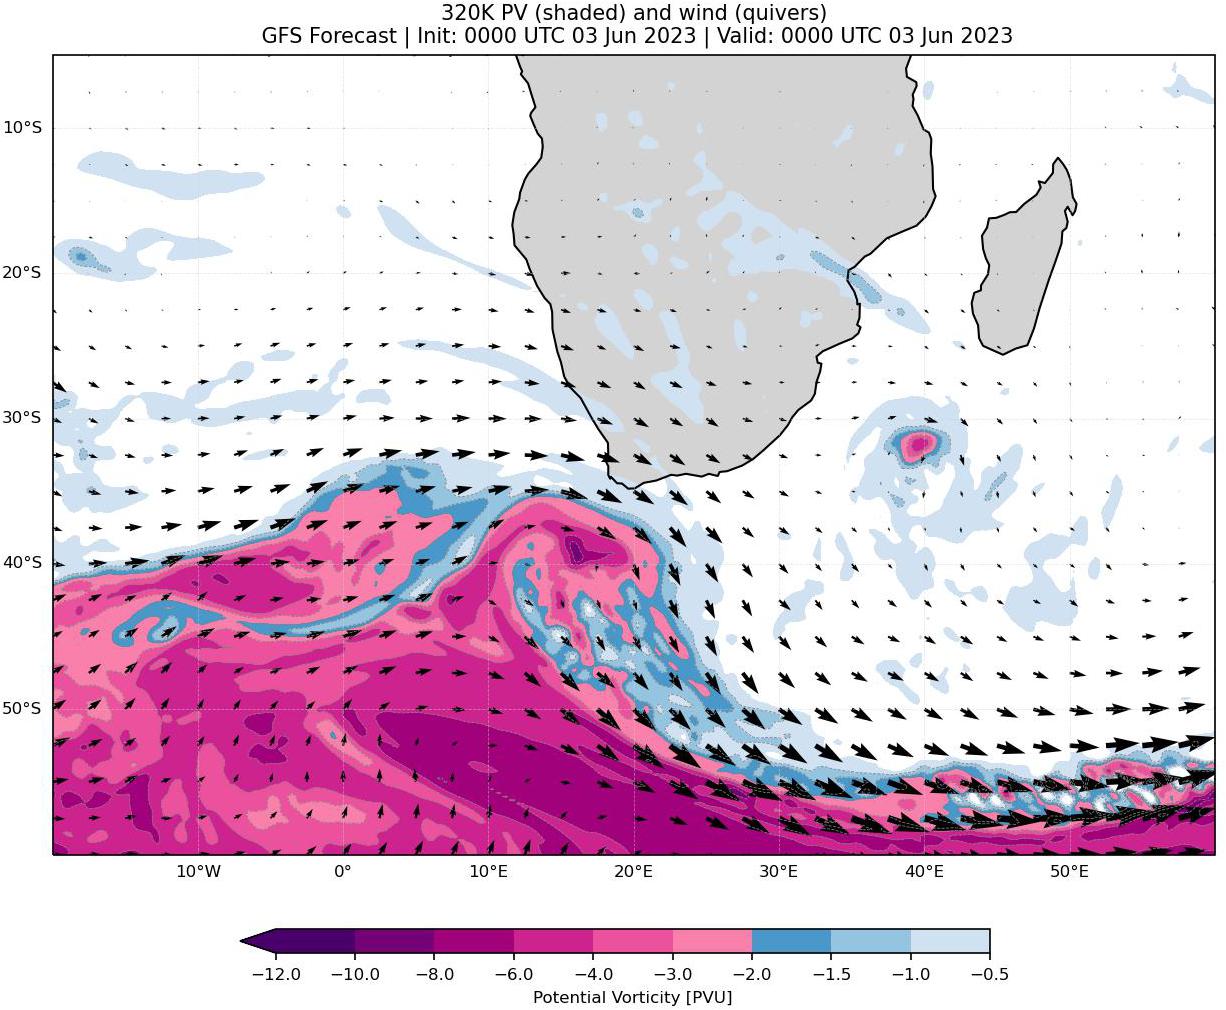 320K PV (shaded) and wind (quivers)
GFS Forecast | Init: 0000 UTC 03 Jun 2023 | Valid: 0000 UTC 03 Jun 2023
10°S
20°S
30°S
40°S
50°S
10°W 0° 10°E 20°E 30°E 40°E 50°E
−12.0 −10.0 −8.0 −6.0 −4.0 −3.0 −2.0 −1.5 −1.0 −0.5
Potential Vorticity [PVU]